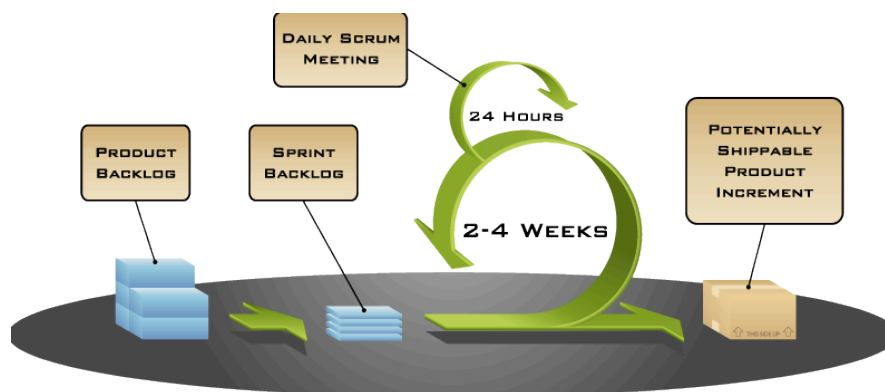 Daily Scrum
Meeting
24 Hours
Product
Backlog
Sprint
Backlog
Potentially
Shippable
Product
Increment
2-4 Weeks
THIS SIDE UP